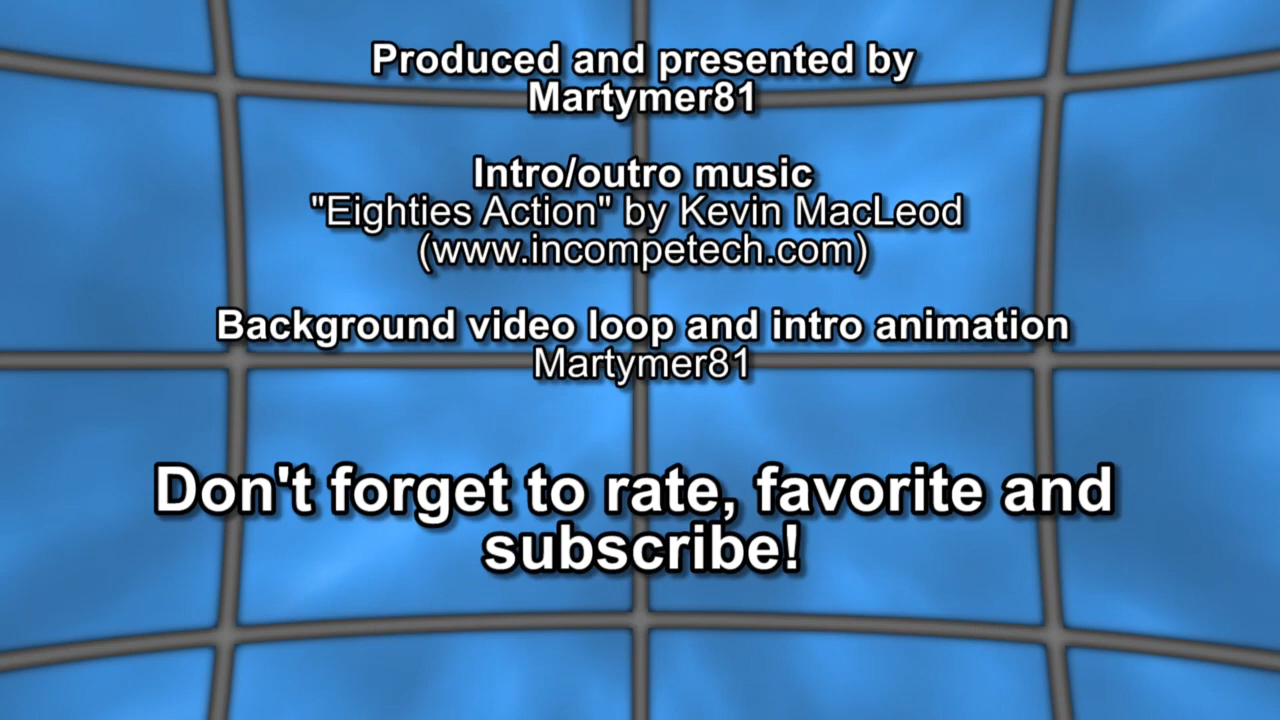 Produced and presented by
Martymer81
Intro/outro music
"Eighties Action" by Kevin MacLeod
(www.incompetech.com)
Background video loop and intro animation
Martymer81
Don't forget to rate, favorite and
subscribe!